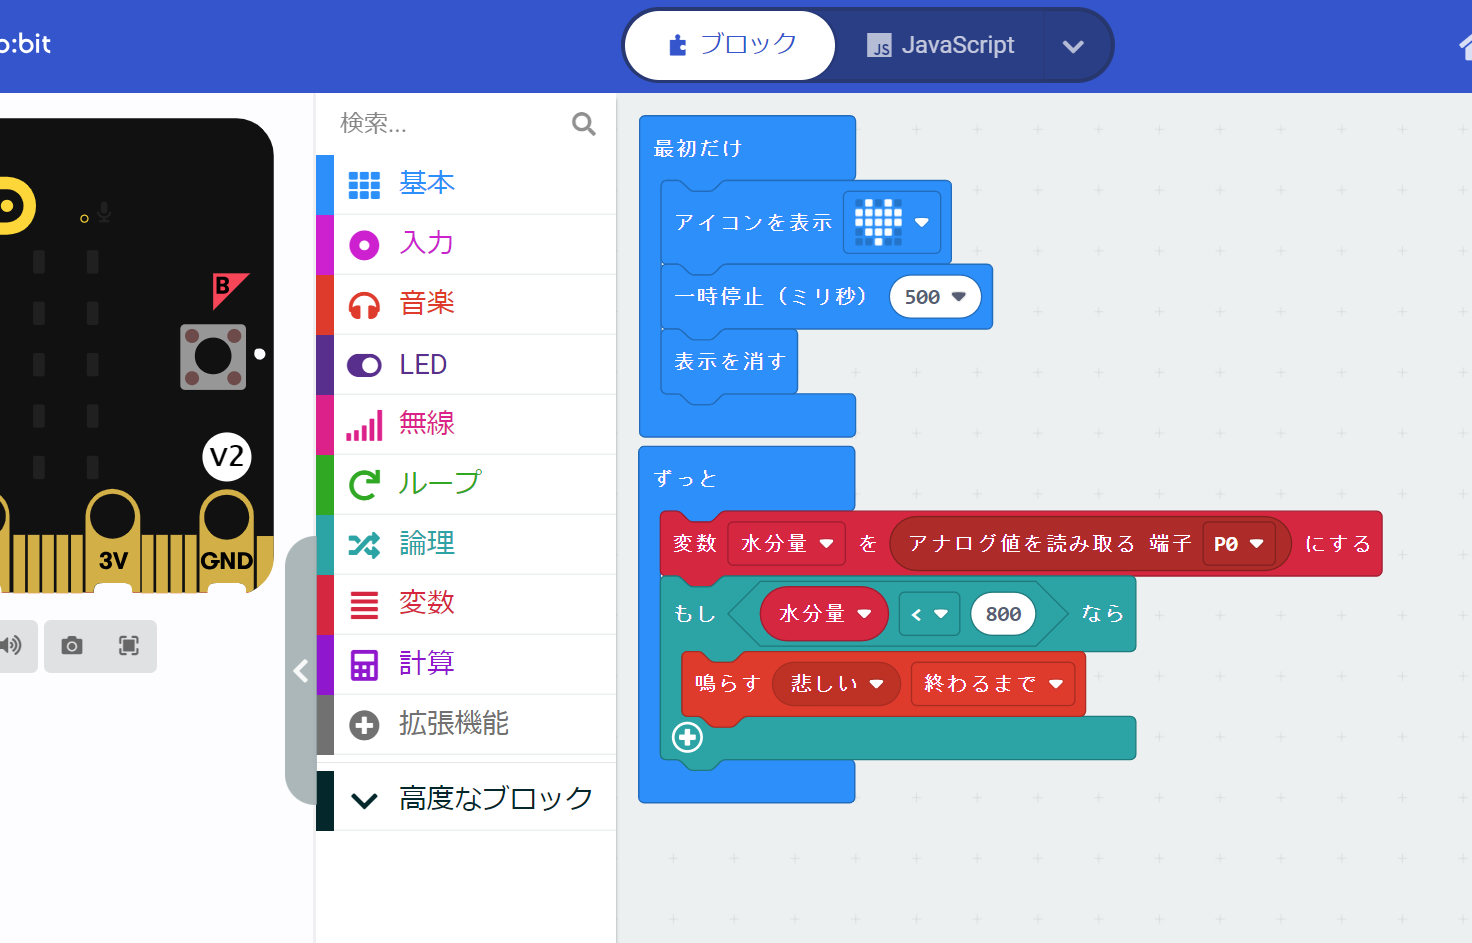 o:bit
ブロック
JS JavaScript
検索...
基本
入力
音楽
LED
無線
ループ
論理
変数
計算
拡張機能
高度なブロック
B
V2
3V
GND
最初だけ
アイコンを表示
一時停止（ミリ秒） 500
表示を消す
ずっと
変数 水分量 を アナログ値を読み取る 端子 P0 にする
もし 水分量 < 800 なら
鳴らす 悲しい 終わるまで